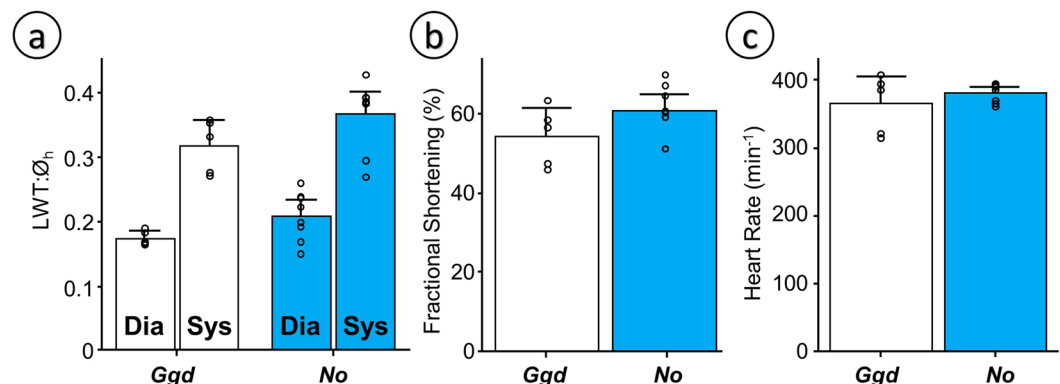 a
LWT:Øh
0.4
0.3
0.2
0.1
0
Dia
Sys
Dia
Sys
Ggd
No
b
Fractional Shortening (%)
60
40
20
0
Ggd
No
c
Heart Rate (min-1)
400
300
200
100
0
Ggd
No